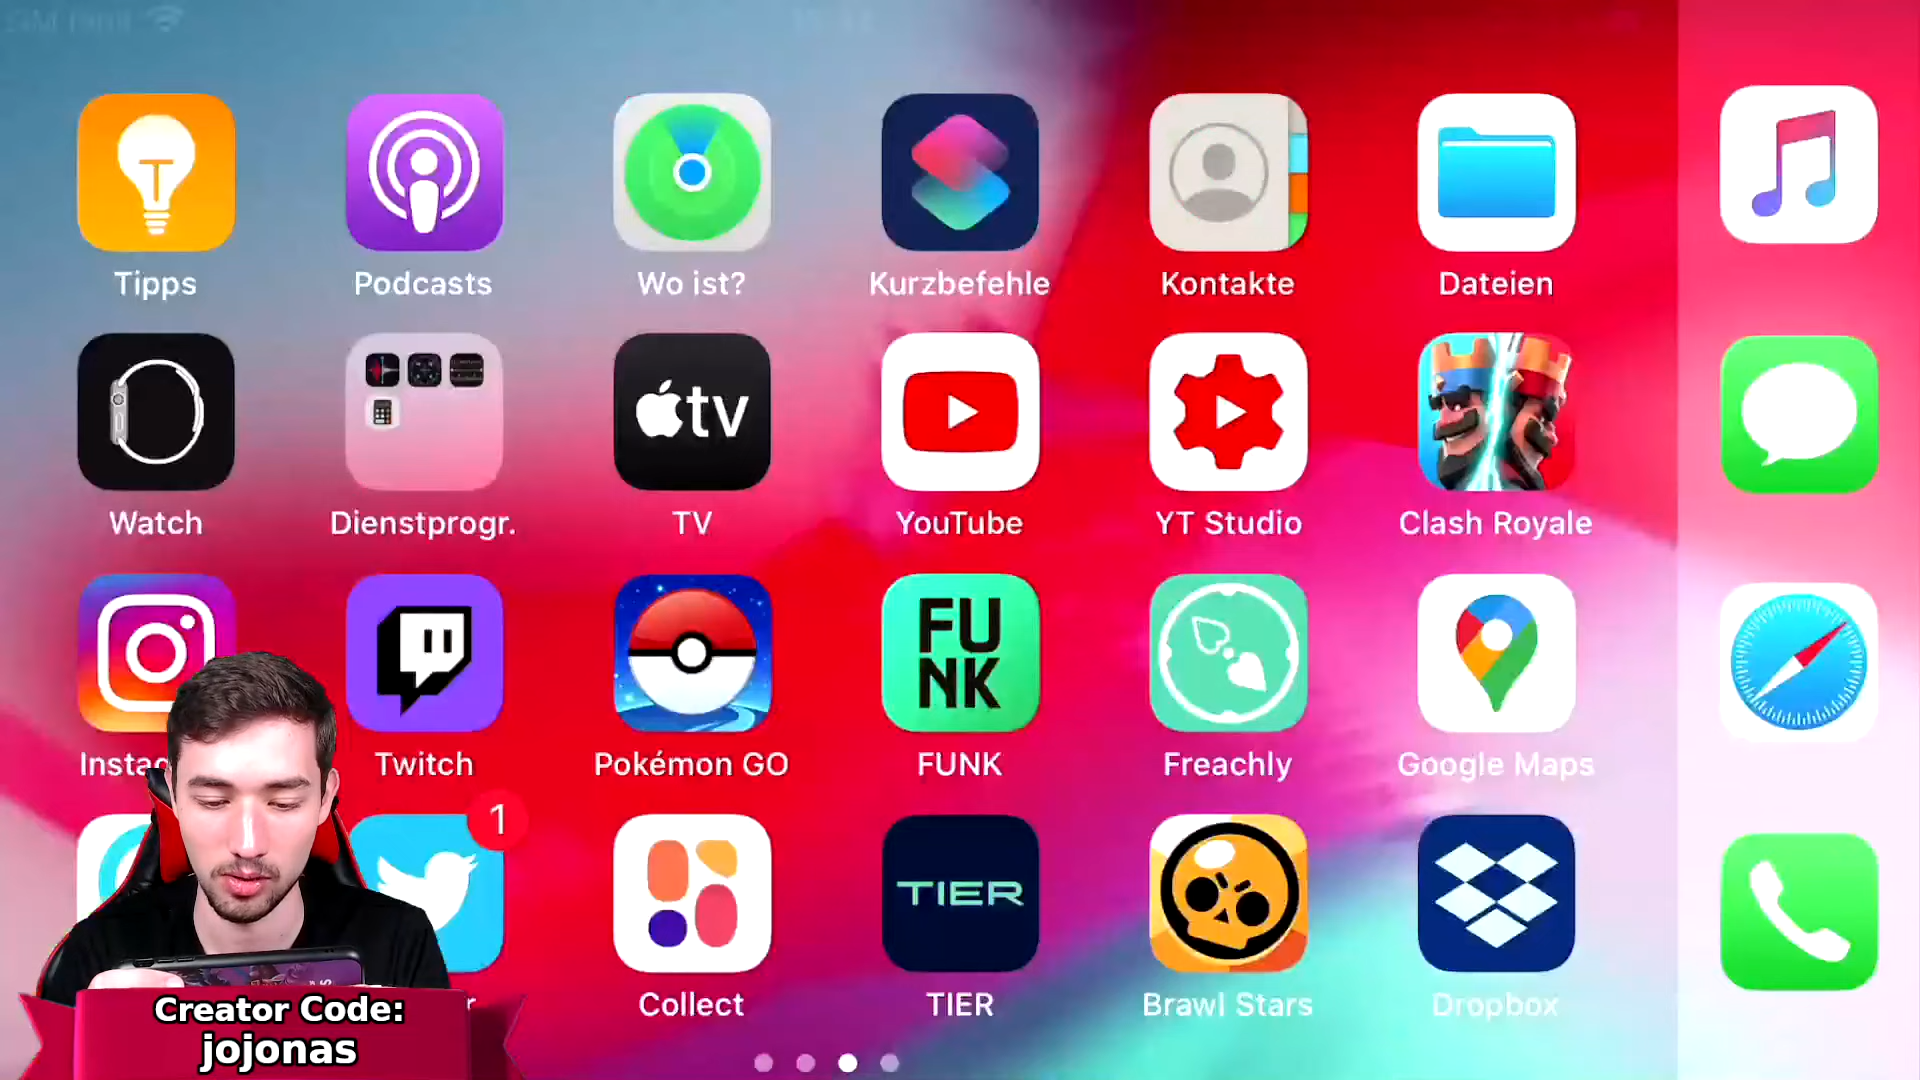 Tipps
Podcasts
Wo ist?
Kurzbefehle
Kontakte
Dateien
tv
Watch
Dienstprogr.
TV
YouTube
YT Studio
Clash Royale
FU
NK
Instag
Twitch
Pokémon GO
FUNK
Freachly
Google Maps
1
TIER
r
Collect
TIER
Brawl Stars
Dropbox
Creator Code:
jojonas